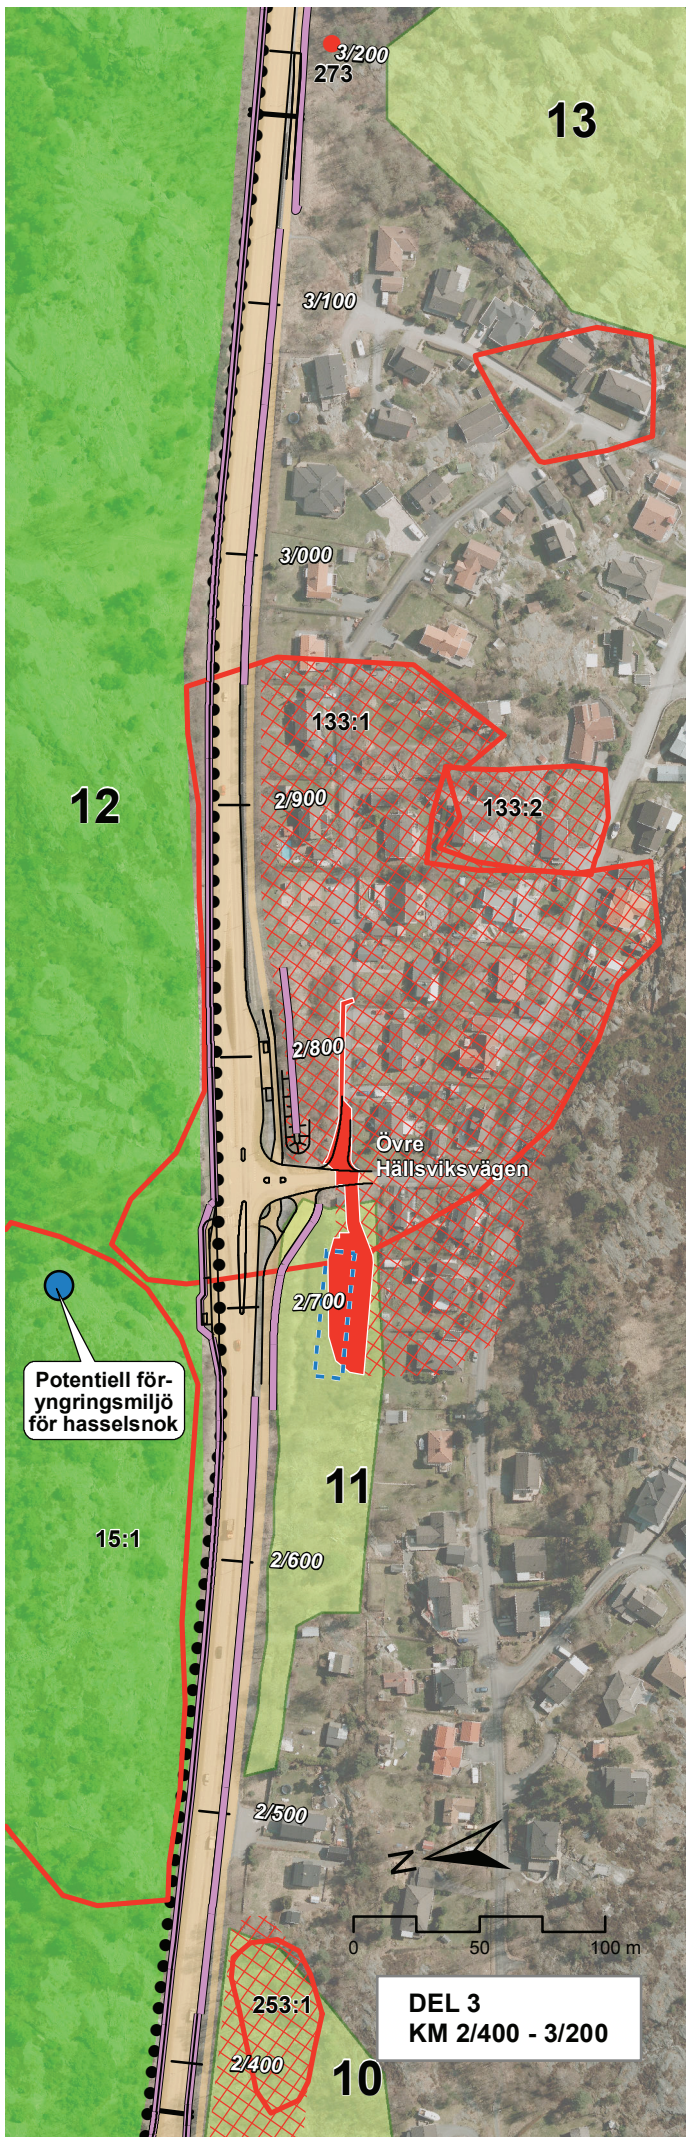 3/200
273
13
3/100
3/000
133:1
12
2/900
133:2
2/800
Övre
Hällsviksvägen
2/700
Potentiell för-
yngringsmiljö
för hasselsnok
11
15:1
2/600
2/500
N
0 50 100 m
253:1
DEL 3
KM 2/400 - 3/200
2/400
10